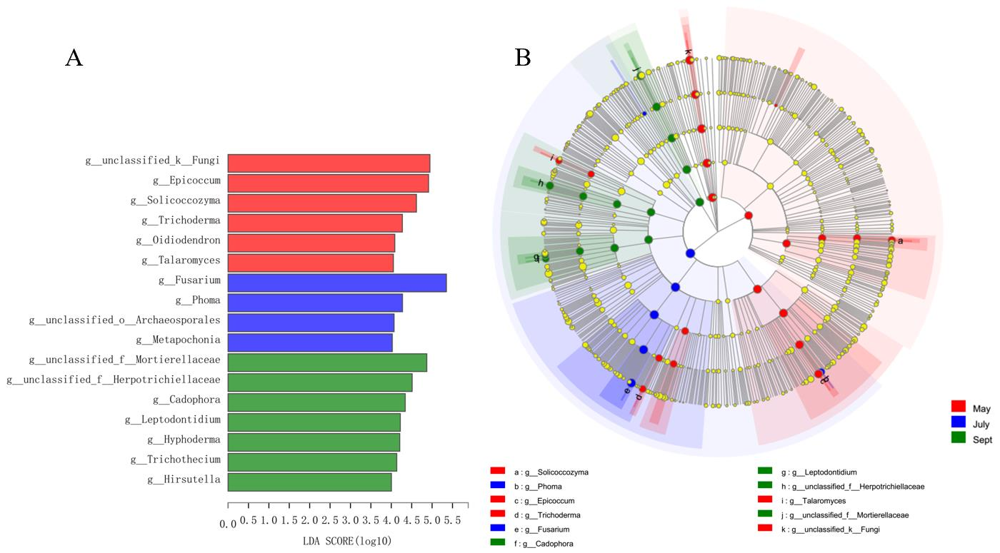 A
g__unclassified_k__Fungi
g__Epicoccum
g__Solicoccozyma
g__Trichoderma
g__Oidiodendron
g__Talaromyces
g__Fusarium
g__Phoma
g__unclassified_o__Archaeosporales
g__Metapochonia
g__unclassified_f__Mortierellaceae
g__unclassified_f__Herpotrichiellaceae
g__Cadophora
g__Leptodontidium
g__Hyphoderma
g__Trichothecium
g__Hirsutella
0.0 0.5 1.0 1.5 2.0 2.5 3.0 3.5 4.0 4.5 5.0 5.5
LDA SCORE(log10)
B
k
j
i
h
g
a
e
d
May
July
Sept
a : g__Solicoccozyma
b : g__Phoma
c : g__Epicoccum
d : g__Trichoderma
e : g__Fusarium
f : g__Cadophora
g : g__Leptodontidium
h : g__unclassified_f__Herpotrichiellaceae
i : g__Talaromyces
j : g__unclassified_f__Mortierellaceae
k : g__unclassified_k__Fungi